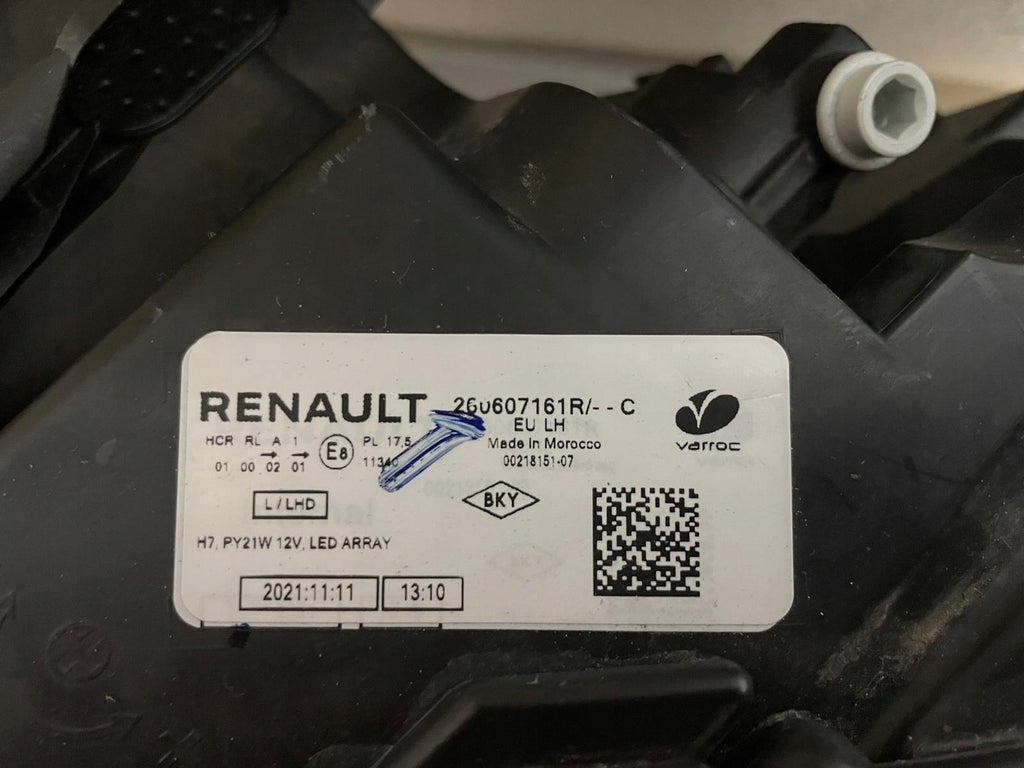 RENAULT 260607161R/- - C
EU LH
Made in Morocco
00218151-07
varroc
HCR RL A 1 E8 PL 17,5
→ →
01 00 02 01 11340
L / LHD
BKY
H7, PY21W 12V, LED ARRAY
2021:11:11 13:10